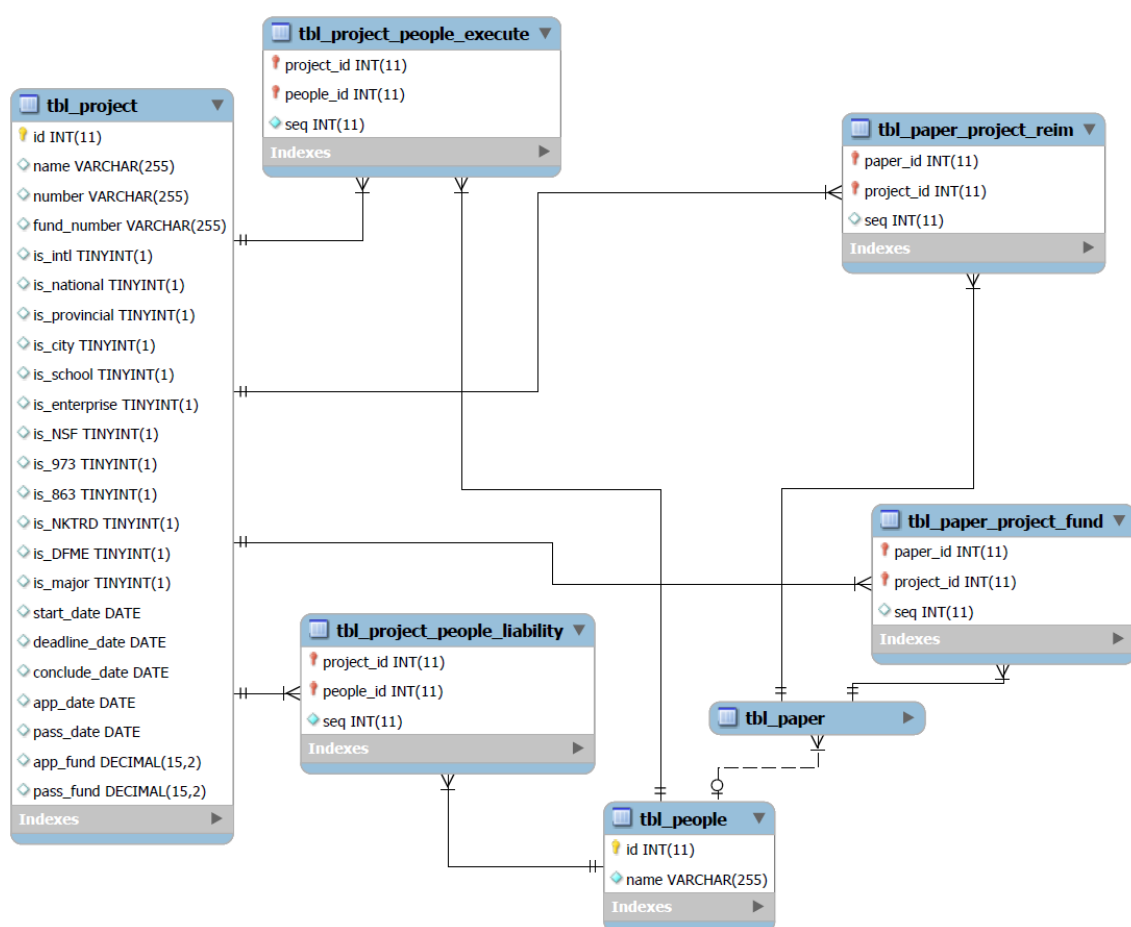 tbl_project_people_execute
project_id INT(11)
people_id INT(11)
seq INT(11)
Indexes
tbl_project
id INT(11)
name VARCHAR(255)
number VARCHAR(255)
fund_number VARCHAR(255)
is_intl TINYINT(1)
is_national TINYINT(1)
is_provincial TINYINT(1)
is_city TINYINT(1)
is_school TINYINT(1)
is_enterprise TINYINT(1)
is_NSF TINYINT(1)
is_973 TINYINT(1)
is_863 TINYINT(1)
is_NKTRD TINYINT(1)
is_DFME TINYINT(1)
is_major TINYINT(1)
start_date DATE
deadline_date DATE
conclude_date DATE
app_date DATE
pass_date DATE
app_fund DECIMAL(15,2)
pass_fund DECIMAL(15,2)
Indexes
tbl_paper_project_reim
paper_id INT(11)
project_id INT(11)
seq INT(11)
Indexes
tbl_paper_project_fund
paper_id INT(11)
project_id INT(11)
seq INT(11)
Indexes
tbl_project_people_liability
project_id INT(11)
people_id INT(11)
seq INT(11)
Indexes
tbl_paper
tbl_people
id INT(11)
name VARCHAR(255)
Indexes